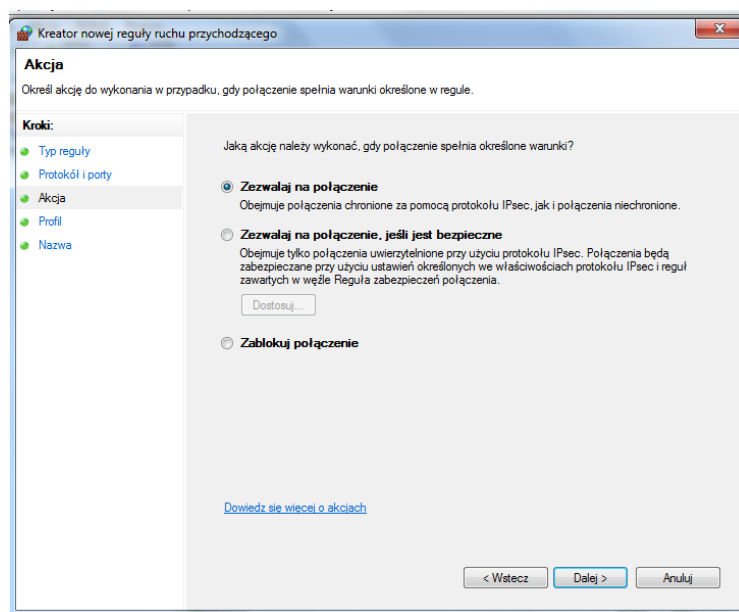 Kreator nowej reguły ruchu przychodzącego
Akcja
Określ akcję do wykonania w przypadku, gdy połączenie spełnia warunki określone w regule.
Kroki:
Typ reguły
Protokół i porty
Akcja
Profil
Nazwa
Jaką akcję należy wykonać, gdy połączenie spełnia określone warunki?
Zezwalaj na połączenie
Obejmuje połączenia chronione za pomocą protokołu IPsec, jak i połączenia niechronione.
Zezwalaj na połączenie, jeśli jest bezpieczne
Obejmuje tylko połączenia uwierzytelnione przy użyciu protokołu IPsec. Połączenia będą
zabezpieczane przy użyciu ustawień określonych we właściwościach protokołu IPsec i reguł
zawartych w węźle Reguła zabezpieczeń połączenia.
Dostosuj...
Zablokuj połączenie
Dowiedz się więcej o akcjach
< Wstecz
Dalej >
Anuluj